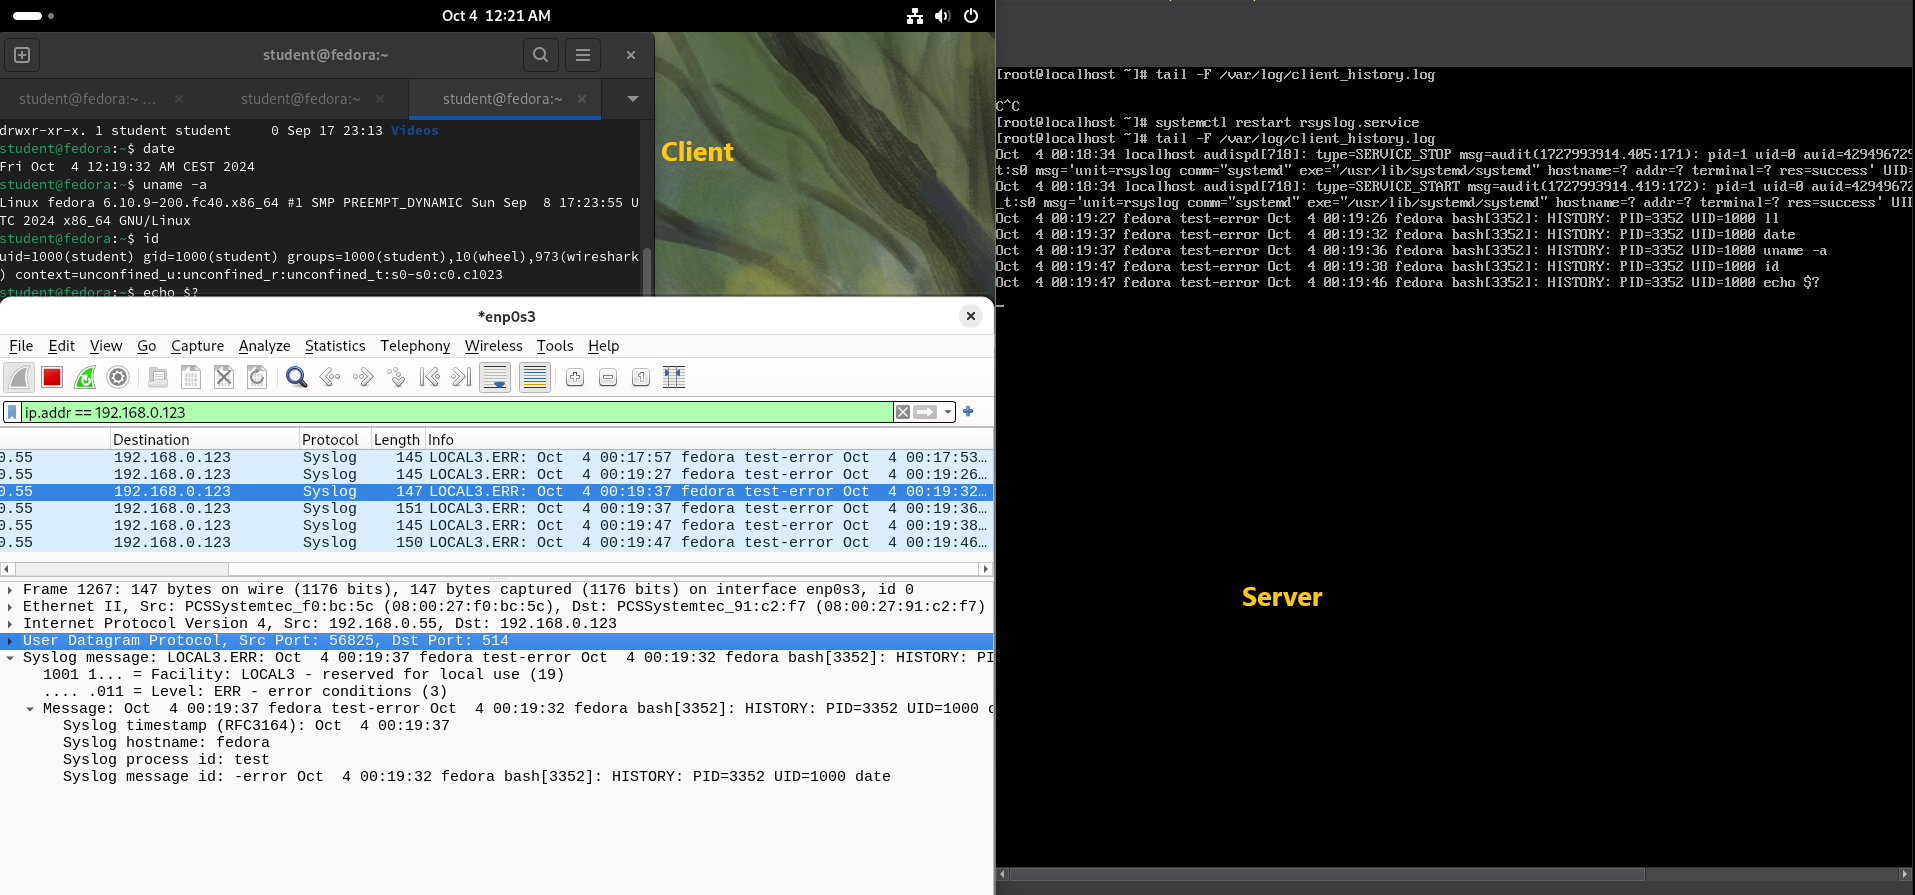 Oct 4 12:21 AM
student@fedora:~
student@fedora:~ ...
student@fedora:~
student@fedora:~
drwxr-xr-x. 1 student student     0 Sep 17 23:13 Videos
student@fedora:~$ date
Fri Oct  4 12:19:32 AM CEST 2024
student@fedora:~$ uname -a
Linux fedora 6.10.9-200.fc40.x86_64 #1 SMP PREEMPT_DYNAMIC Sun Sep  8 17:23:55 U
TC 2024 x86_64 GNU/Linux
student@fedora:~$ id
uid=1000(student) gid=1000(student) groups=1000(student),10(wheel),973(wireshark
) context=unconfined_u:unconfined_r:unconfined_t:s0-s0:c0.c1023
student@fedora:~$ echo $?
Client
*enp0s3
File Edit View Go Capture Analyze Statistics Telephony Wireless Tools Help
ip.addr == 192.168.0.123
Destination Protocol Length Info
0.55 192.168.0.123 Syslog 145 LOCAL3.ERR: Oct  4 00:17:57 fedora test-error Oct  4 00:17:53…
0.55 192.168.0.123 Syslog 145 LOCAL3.ERR: Oct  4 00:19:27 fedora test-error Oct  4 00:19:26…
0.55 192.168.0.123 Syslog 147 LOCAL3.ERR: Oct  4 00:19:37 fedora test-error Oct  4 00:19:32…
0.55 192.168.0.123 Syslog 151 LOCAL3.ERR: Oct  4 00:19:37 fedora test-error Oct  4 00:19:36…
0.55 192.168.0.123 Syslog 145 LOCAL3.ERR: Oct  4 00:19:47 fedora test-error Oct  4 00:19:38…
0.55 192.168.0.123 Syslog 150 LOCAL3.ERR: Oct  4 00:19:47 fedora test-error Oct  4 00:19:46…
Frame 1267: 147 bytes on wire (1176 bits), 147 bytes captured (1176 bits) on interface enp0s3, id 0
Ethernet II, Src: PCSSystemtec_f0:bc:5c (08:00:27:f0:bc:5c), Dst: PCSSystemtec_91:c2:f7 (08:00:27:91:c2:f7)
Internet Protocol Version 4, Src: 192.168.0.55, Dst: 192.168.0.123
User Datagram Protocol, Src Port: 56825, Dst Port: 514
Syslog message: LOCAL3.ERR: Oct  4 00:19:37 fedora test-error Oct  4 00:19:32 fedora bash[3352]: HISTORY: PI
1001 1... = Facility: LOCAL3 - reserved for local use (19)
.... .011 = Level: ERR - error conditions (3)
Message: Oct  4 00:19:37 fedora test-error Oct  4 00:19:32 fedora bash[3352]: HISTORY: PID=3352 UID=1000 d
Syslog timestamp (RFC3164): Oct  4 00:19:37
Syslog hostname: fedora
Syslog process id: test
Syslog message id: -error Oct  4 00:19:32 fedora bash[3352]: HISTORY: PID=3352 UID=1000 date
[root@localhost ~]# tail -F /var/log/client_history.log
C^C
[root@localhost ~]# systemctl restart rsyslog.service
[root@localhost ~]# tail -F /var/log/client_history.log
Oct  4 00:18:34 localhost audispd[718]: type=SERVICE_STOP msg=audit(1727993914.405:171): pid=1 uid=0 auid=429496729
t:s0 msg='unit=rsyslog comm="systemd" exe="/usr/lib/systemd/systemd" hostname=? addr=? terminal=? res=success' UID=
Oct  4 00:18:34 localhost audispd[718]: type=SERVICE_START msg=audit(1727993914.419:172): pid=1 uid=0 auid=42949672
_t:s0 msg='unit=rsyslog comm="systemd" exe="/usr/lib/systemd/systemd" hostname=? addr=? terminal=? res=success' UID
Oct  4 00:19:27 fedora test-error Oct  4 00:19:26 fedora bash[3352]: HISTORY: PID=3352 UID=1000 ll
Oct  4 00:19:37 fedora test-error Oct  4 00:19:32 fedora bash[3352]: HISTORY: PID=3352 UID=1000 date
Oct  4 00:19:37 fedora test-error Oct  4 00:19:36 fedora bash[3352]: HISTORY: PID=3352 UID=1000 uname -a
Oct  4 00:19:47 fedora test-error Oct  4 00:19:38 fedora bash[3352]: HISTORY: PID=3352 UID=1000 id
Oct  4 00:19:47 fedora test-error Oct  4 00:19:46 fedora bash[3352]: HISTORY: PID=3352 UID=1000 echo $?
Server